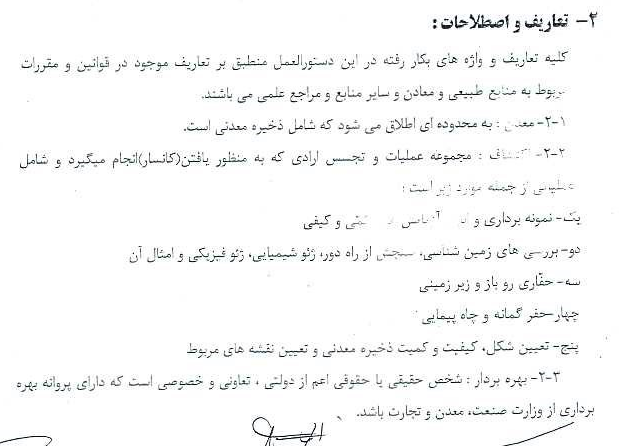 ۲- تعاریف و اصطلاحات :
کلیه تعاریف و واژه های بکار رفته در این دستورالعمل منطبق بر تعاریف موجود در قوانین و مقررات
مربوط به منابع طبیعی و معادن و سایر منابع و مراجع علمی می باشند.
۲-۱- معدن : به محدوده ای اطلاق می شود که شامل ذخیره معدنی است.
۲-۲- اکتشاف : مجموعه عملیات و تجسس ارادی که به منظور یافتن(کانسار)انجام میگیرد و شامل
عملیاتی از جمله موارد زیر است :
یک- نمونه برداری و کمی و کیفی
دو-بررسی های زمین شناسی، سنجش از راه دور، ژئو شیمیایی، ژئو فیزیکی و امثال آن
سه- حفّاری رو باز و زیر زمینی
چهار-حفر گمانه و چاه پیمایی
پنج- تعیین شکل، کیفیت و کمیت ذخیره معدنی و تعیین نقشه های مربوط
۲-۳- بهره بردار : شخص حقیقی یا حقوقی اعم از دولتی ، تعاونی و خصوصی است که دارای پروانه بهره
برداری از وزارت صنعت، معدن و تجارت باشد.